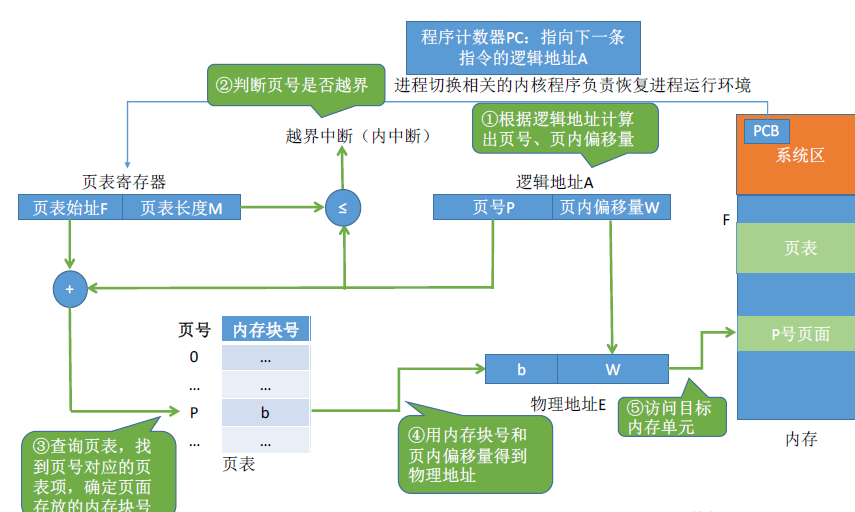 程序计数器PC：指向下一条
指令的逻辑地址A
②判断页号是否越界
进程切换相关的内核程序负责恢复进程运行环境
①根据逻辑地址计算
出页号、页内偏移量
PCB
系统区
越界中断（内中断）
页表寄存器
逻辑地址A
页表始址F
页表长度M
≤
页号P
页内偏移量W
F
页表
+
页号
内存块号
0
...
...
...
P号页面
P
b
...
...
页表
b
W
物理地址E
⑤访问目标
内存单元
内存
③查询页表，找
到页号对应的页
表项，确定页面
存放的内存块号
④用内存块号和
页内偏移量得到
物理地址